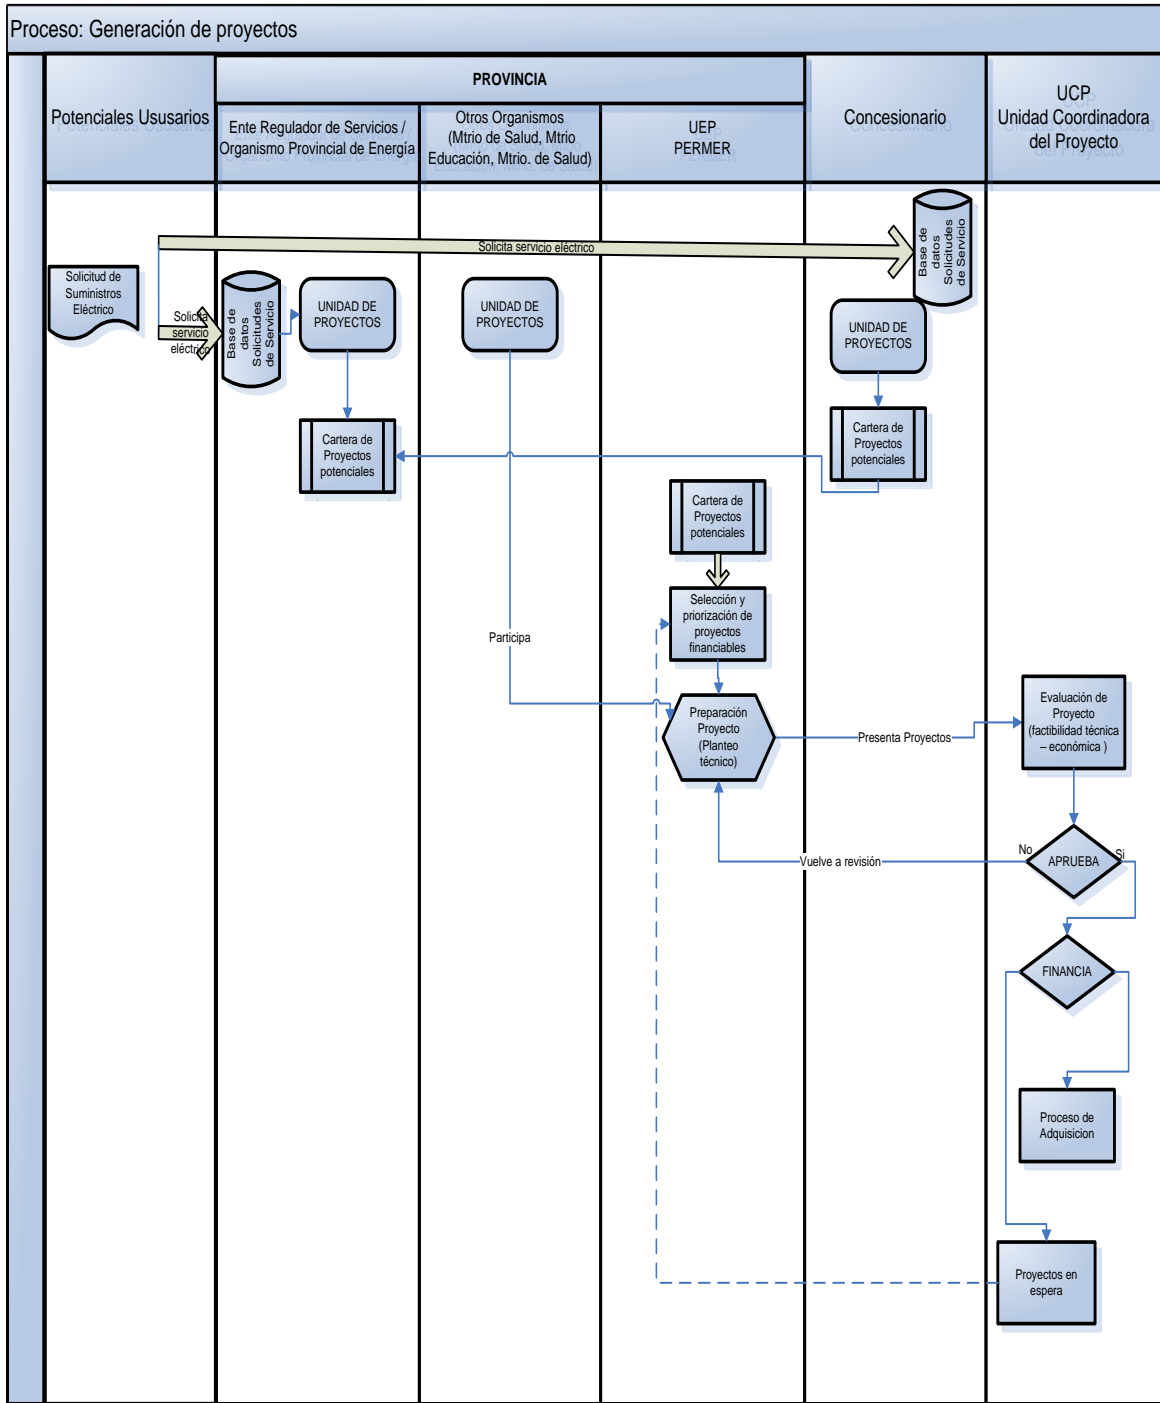 Proceso: Generación de proyectos
PROVINCIA
Potenciales Ususarios
Ente Regulador de Servicios /
Organismo Provincial de Energía
Otros Organismos
(Mtrio de Salud, Mtrio
Educación, Mtrio. de Salud)
UEP
PERMER
Concesionario
UCP
Unidad Coordinadora
del Proyecto
Solicita servicio eléctrico
Base de
datos
Solicitudes
de Servicio
Solicitud de
Suministros
Eléctrico
Solicita
servicio
eléctrico
Base de
datos
Solicitudes
de Servicio
UNIDAD DE
PROYECTOS
UNIDAD DE
PROYECTOS
UNIDAD DE
PROYECTOS
Cartera de
Proyectos
potenciales
Cartera de
Proyectos
potenciales
Cartera de
Proyectos
potenciales
Selección y
priorización de
proyectos
financiables
Participa
Preparación
Proyecto
(Planteo
técnico)
Presenta Proyectos
Evaluación de
Proyecto
(factibilidad técnica
– económica )
No
Si
APRUEBA
Vuelve a revisión
FINANCIA
Proceso de
Adquisicion
Proyectos en
espera